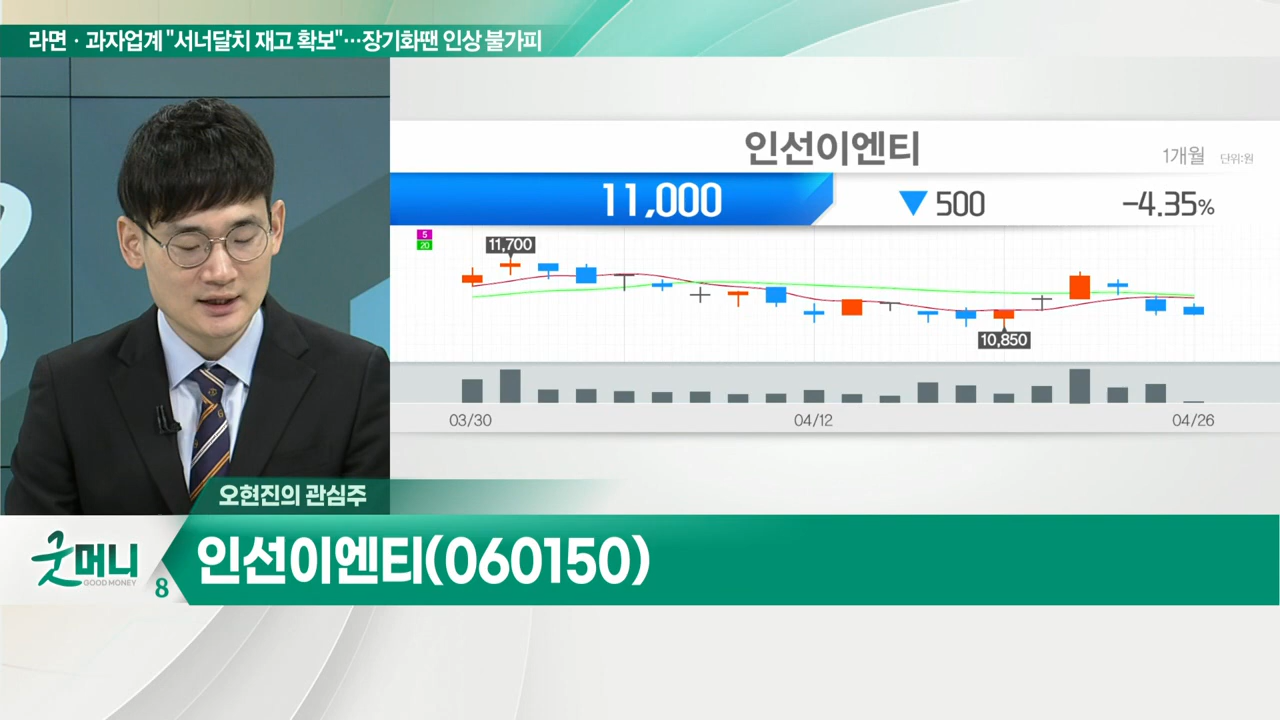 라면 · 과자업계 "서너달치 재고 확보"…장기화땐 인상 불가피
인선이엔티
1개월 단위:원
11,000 ▼ 500 -4.35%
5
20
11,700
10,850
03/30 04/12 04/26
오현진의 관심주
굿머니
GOOD MONEY
8
인선이엔티(060150)